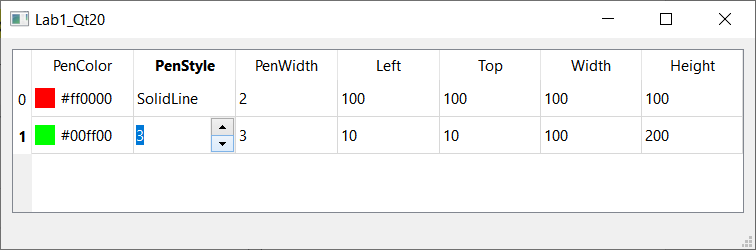 Lab1_Qt20
PenColor PenStyle PenWidth Left Top Width Height
0 #ff0000 SolidLine 2 100 100 100 100
1 #00ff00 3 3 10 10 100 200